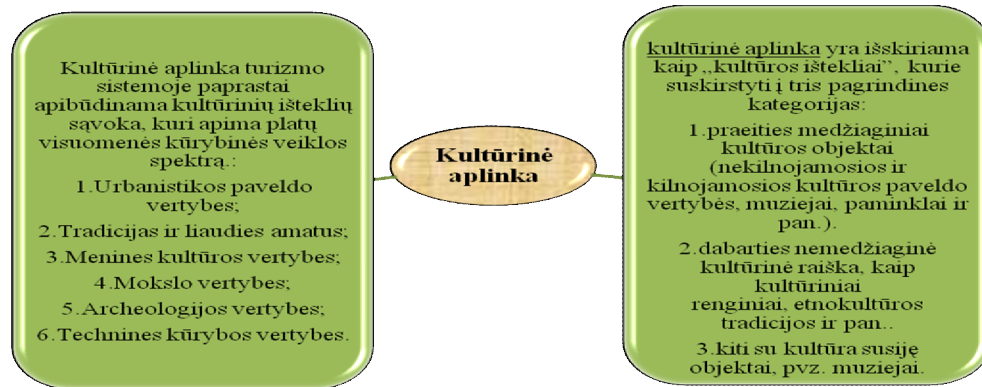 Kultūrinė aplinka turizmo
sistemoje paprastai
apibūdinama kultūrinių išteklių
sąvoka, kuri apima platų
visuomenės kūrybinės veiklos
spektrą.:
1.Urbanistikos paveldo
vertybes;
2.Tradicijas ir liaudies amatus;
3.Menines kultūros vertybes;
4.Mokslo vertybes;
5.Archeologijos vertybes;
6.Technines kūrybos vertybes.
Kultūrinė
aplinka
kultūrinė aplinka yra išskiriama
kaip „kultūros ištekliai”, kurie
suskirstyti į tris pagrindines
kategorijas:
1.praeities medžiaginiai
kultūros objektai
(nekilnojamosios ir
kilnojamosios kultūros paveldo
vertybės, muziejai, paminklai ir
pan.).
2.dabarties nemedžiaginė
kultūrinė raiška, kaip
kultūriniai
renginiai, etnokultūros
tradicijos ir pan..
3.kiti su kultūra susiję
objektai, pvz. muziejai.